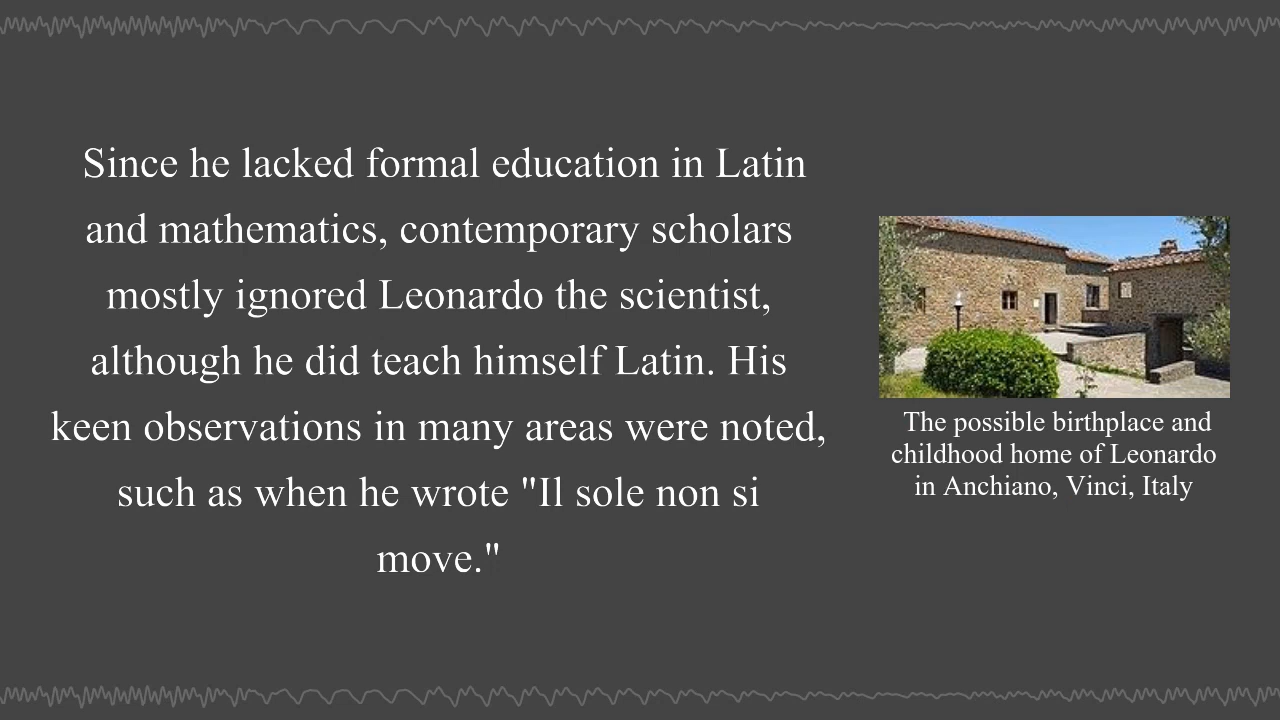 Since he lacked formal education in Latin
and mathematics, contemporary scholars
mostly ignored Leonardo the scientist,
although he did teach himself Latin. His
keen observations in many areas were noted,
such as when he wrote "Il sole non si
move."
The possible birthplace and
childhood home of Leonardo
in Anchiano, Vinci, Italy